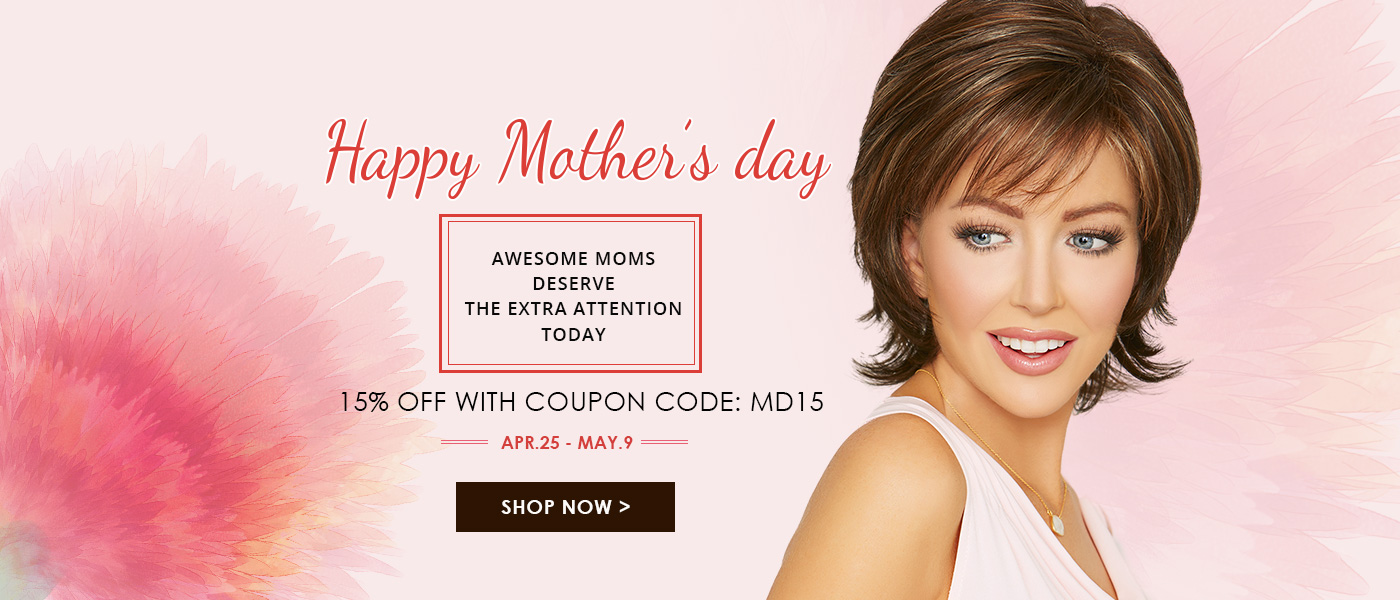 Happy Mother's day
AWESOME MOMS
DESERVE
THE EXTRA ATTENTION
TODAY
15% OFF WITH COUPON CODE: MD15
APR.25 - MAY.9
SHOP NOW >